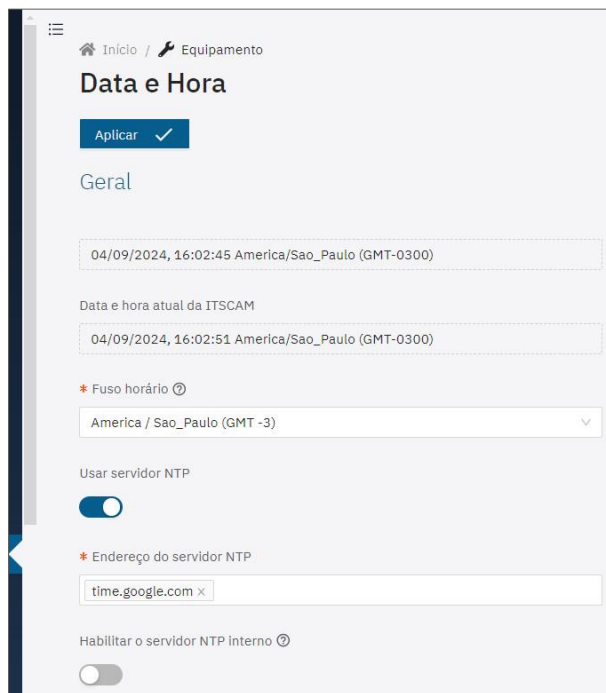 Início / Equipamento
Data e Hora
Aplicar
Geral
04/09/2024, 16:02:45 America/Sao_Paulo (GMT-0300)
Data e hora atual da ITSCAM
04/09/2024, 16:02:51 America/Sao_Paulo (GMT-0300)
* Fuso horário
America / Sao_Paulo (GMT -3)
Usar servidor NTP
* Endereço do servidor NTP
time.google.com ×
Habilitar o servidor NTP interno